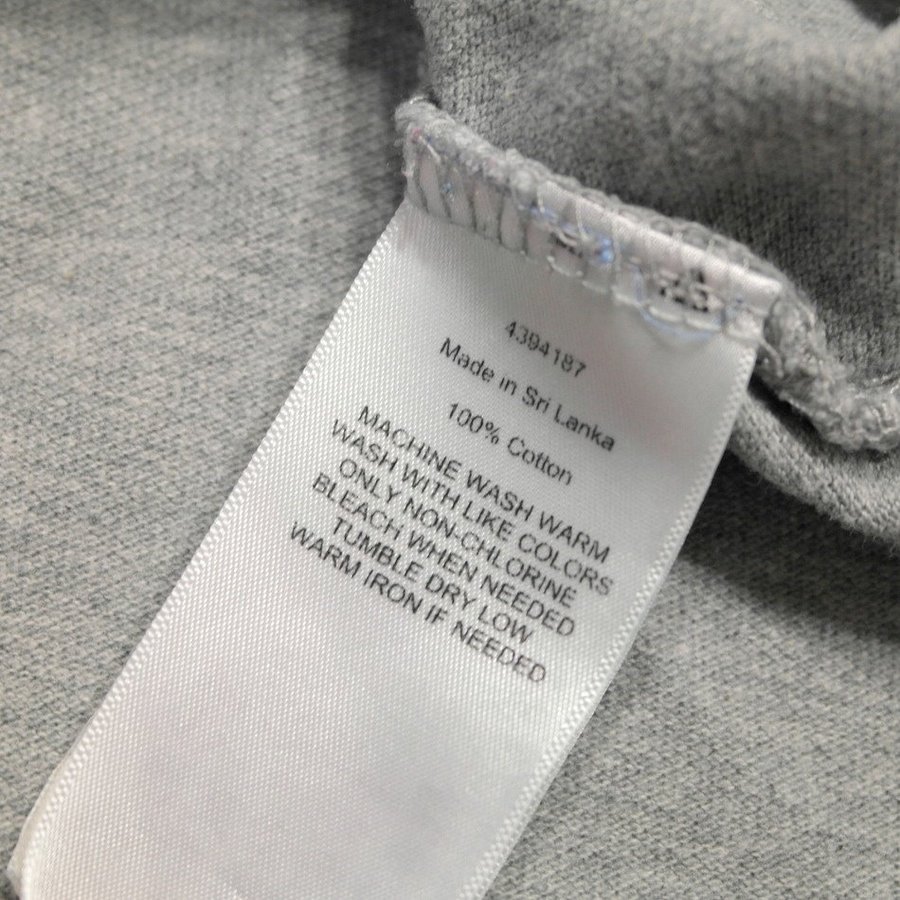 4394187
Made in Sri Lanka
100% Cotton
MACHINE WASH WARM
WASH WITH LIKE COLORS
ONLY NON-CHLORINE
BLEACH WHEN NEEDED
TUMBLE DRY LOW
WARM IRON IF NEEDED